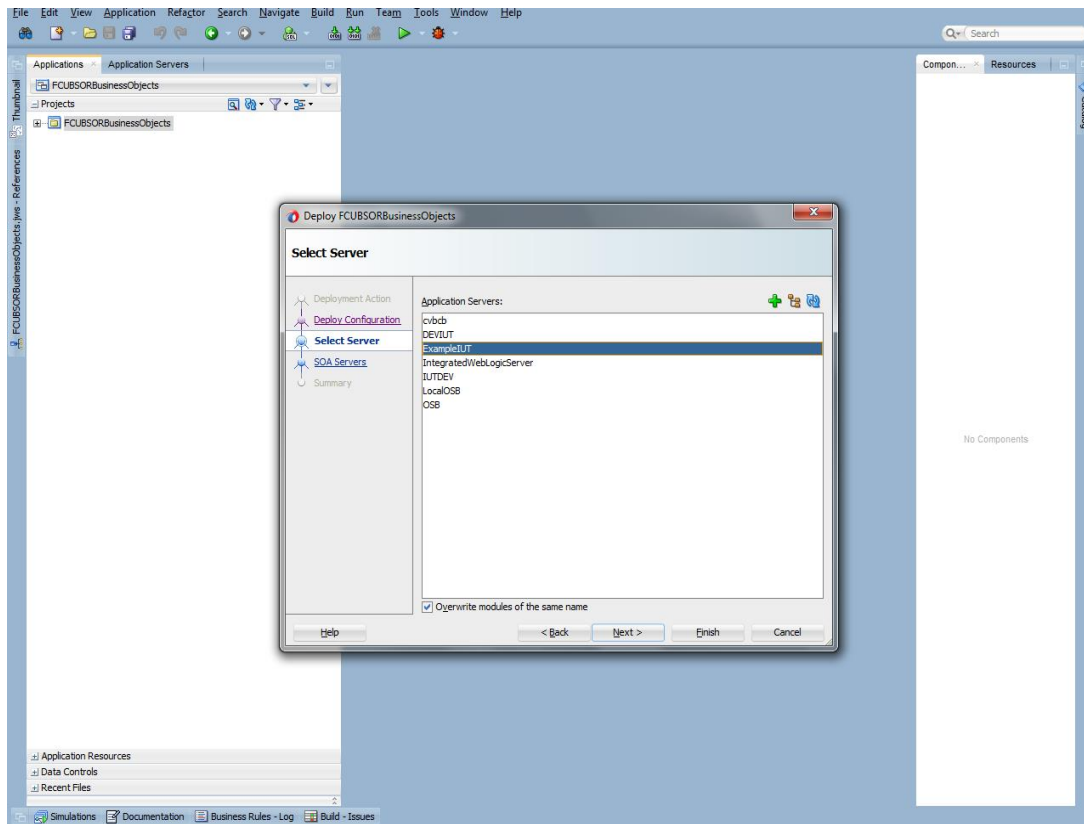 File Edit View Application Refactor Search Navigate Build Run Team Tools Window Help
Search
Applications Application Servers
Compon... Resources
FCUBSORBusinessObjects
Projects
FCUBSORBusinessObjects
Thumbnail
FCUBSORBusinessObjects.jws - References
Deploy FCUBSORBusinessObjects
Select Server
Deployment Action
Deploy Configuration
Select Server
SOA Servers
Summary
Application Servers:
cvbcb
DEVIUT
ExampleIUT
IntegratedWebLogicServer
IUTDEV
LocalOSB
OSB
No Components
Overwrite modules of the same name
Help < Back Next > Finish Cancel
Application Resources
Data Controls
Recent Files
Simulations Documentation Business Rules - Log Build - Issues